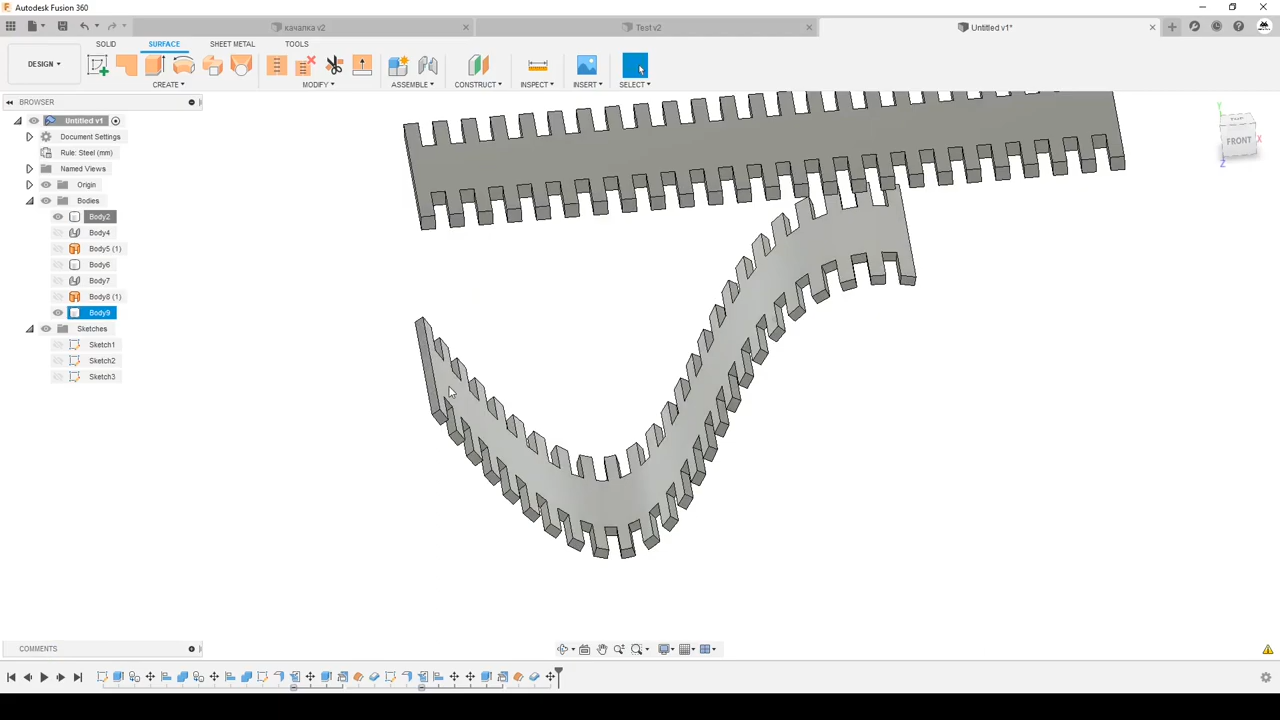 Autodesk Fusion 360
качалка v2
Test v2
Untitled v1*
SOLID SURFACE SHEET METAL TOOLS
DESIGN
CREATE MODIFY ASSEMBLE CONSTRUCT INSPECT INSERT SELECT
BROWSER
Untitled v1
Document Settings
Rule: Steel (mm)
Named Views
Origin
Bodies
Body2
Body4
Body5 (1)
Body6
Body7
Body8 (1)
Body9
Sketches
Sketch1
Sketch2
Sketch3
Y
TOP
FRONT
X
Z
COMMENTS